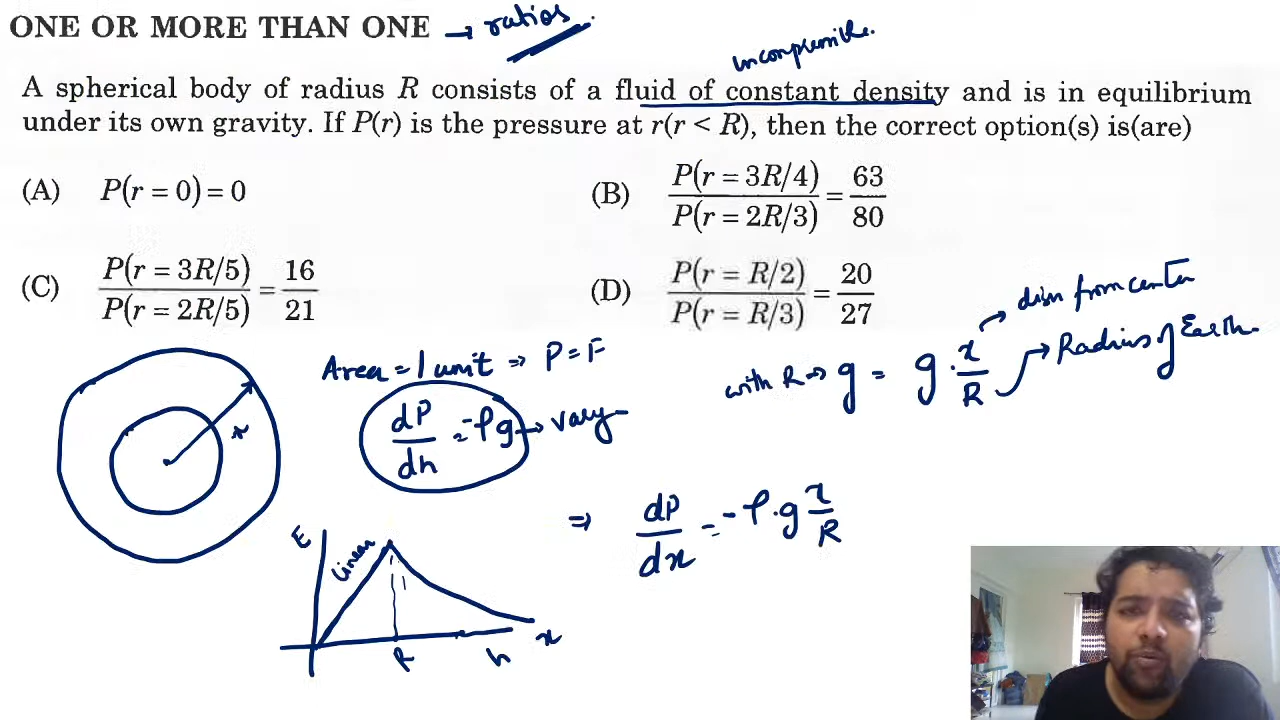 ONE OR MORE THAN ONE → ratios
incompressible.
A spherical body of radius R consists of a fluid of constant density and is in equilibrium
under its own gravity. If P(r) is the pressure at r(r < R), then the correct option(s) is(are)
(A) P(r = 0) = 0
(B) P(r = 3R/4) / P(r = 2R/3) = 63/80
(C) P(r = 3R/5) / P(r = 2R/5) = 16/21
(D) P(r = R/2) / P(r = R/3) = 20/27
Area = 1 unit ⇒ P = F
dP/dh = -ρg → vary
with R → g = g · x/R
→ from center
→ Radius of Earth
x
⇒ dP/dx = -ρ·g x/R
E
linear
R
h
x